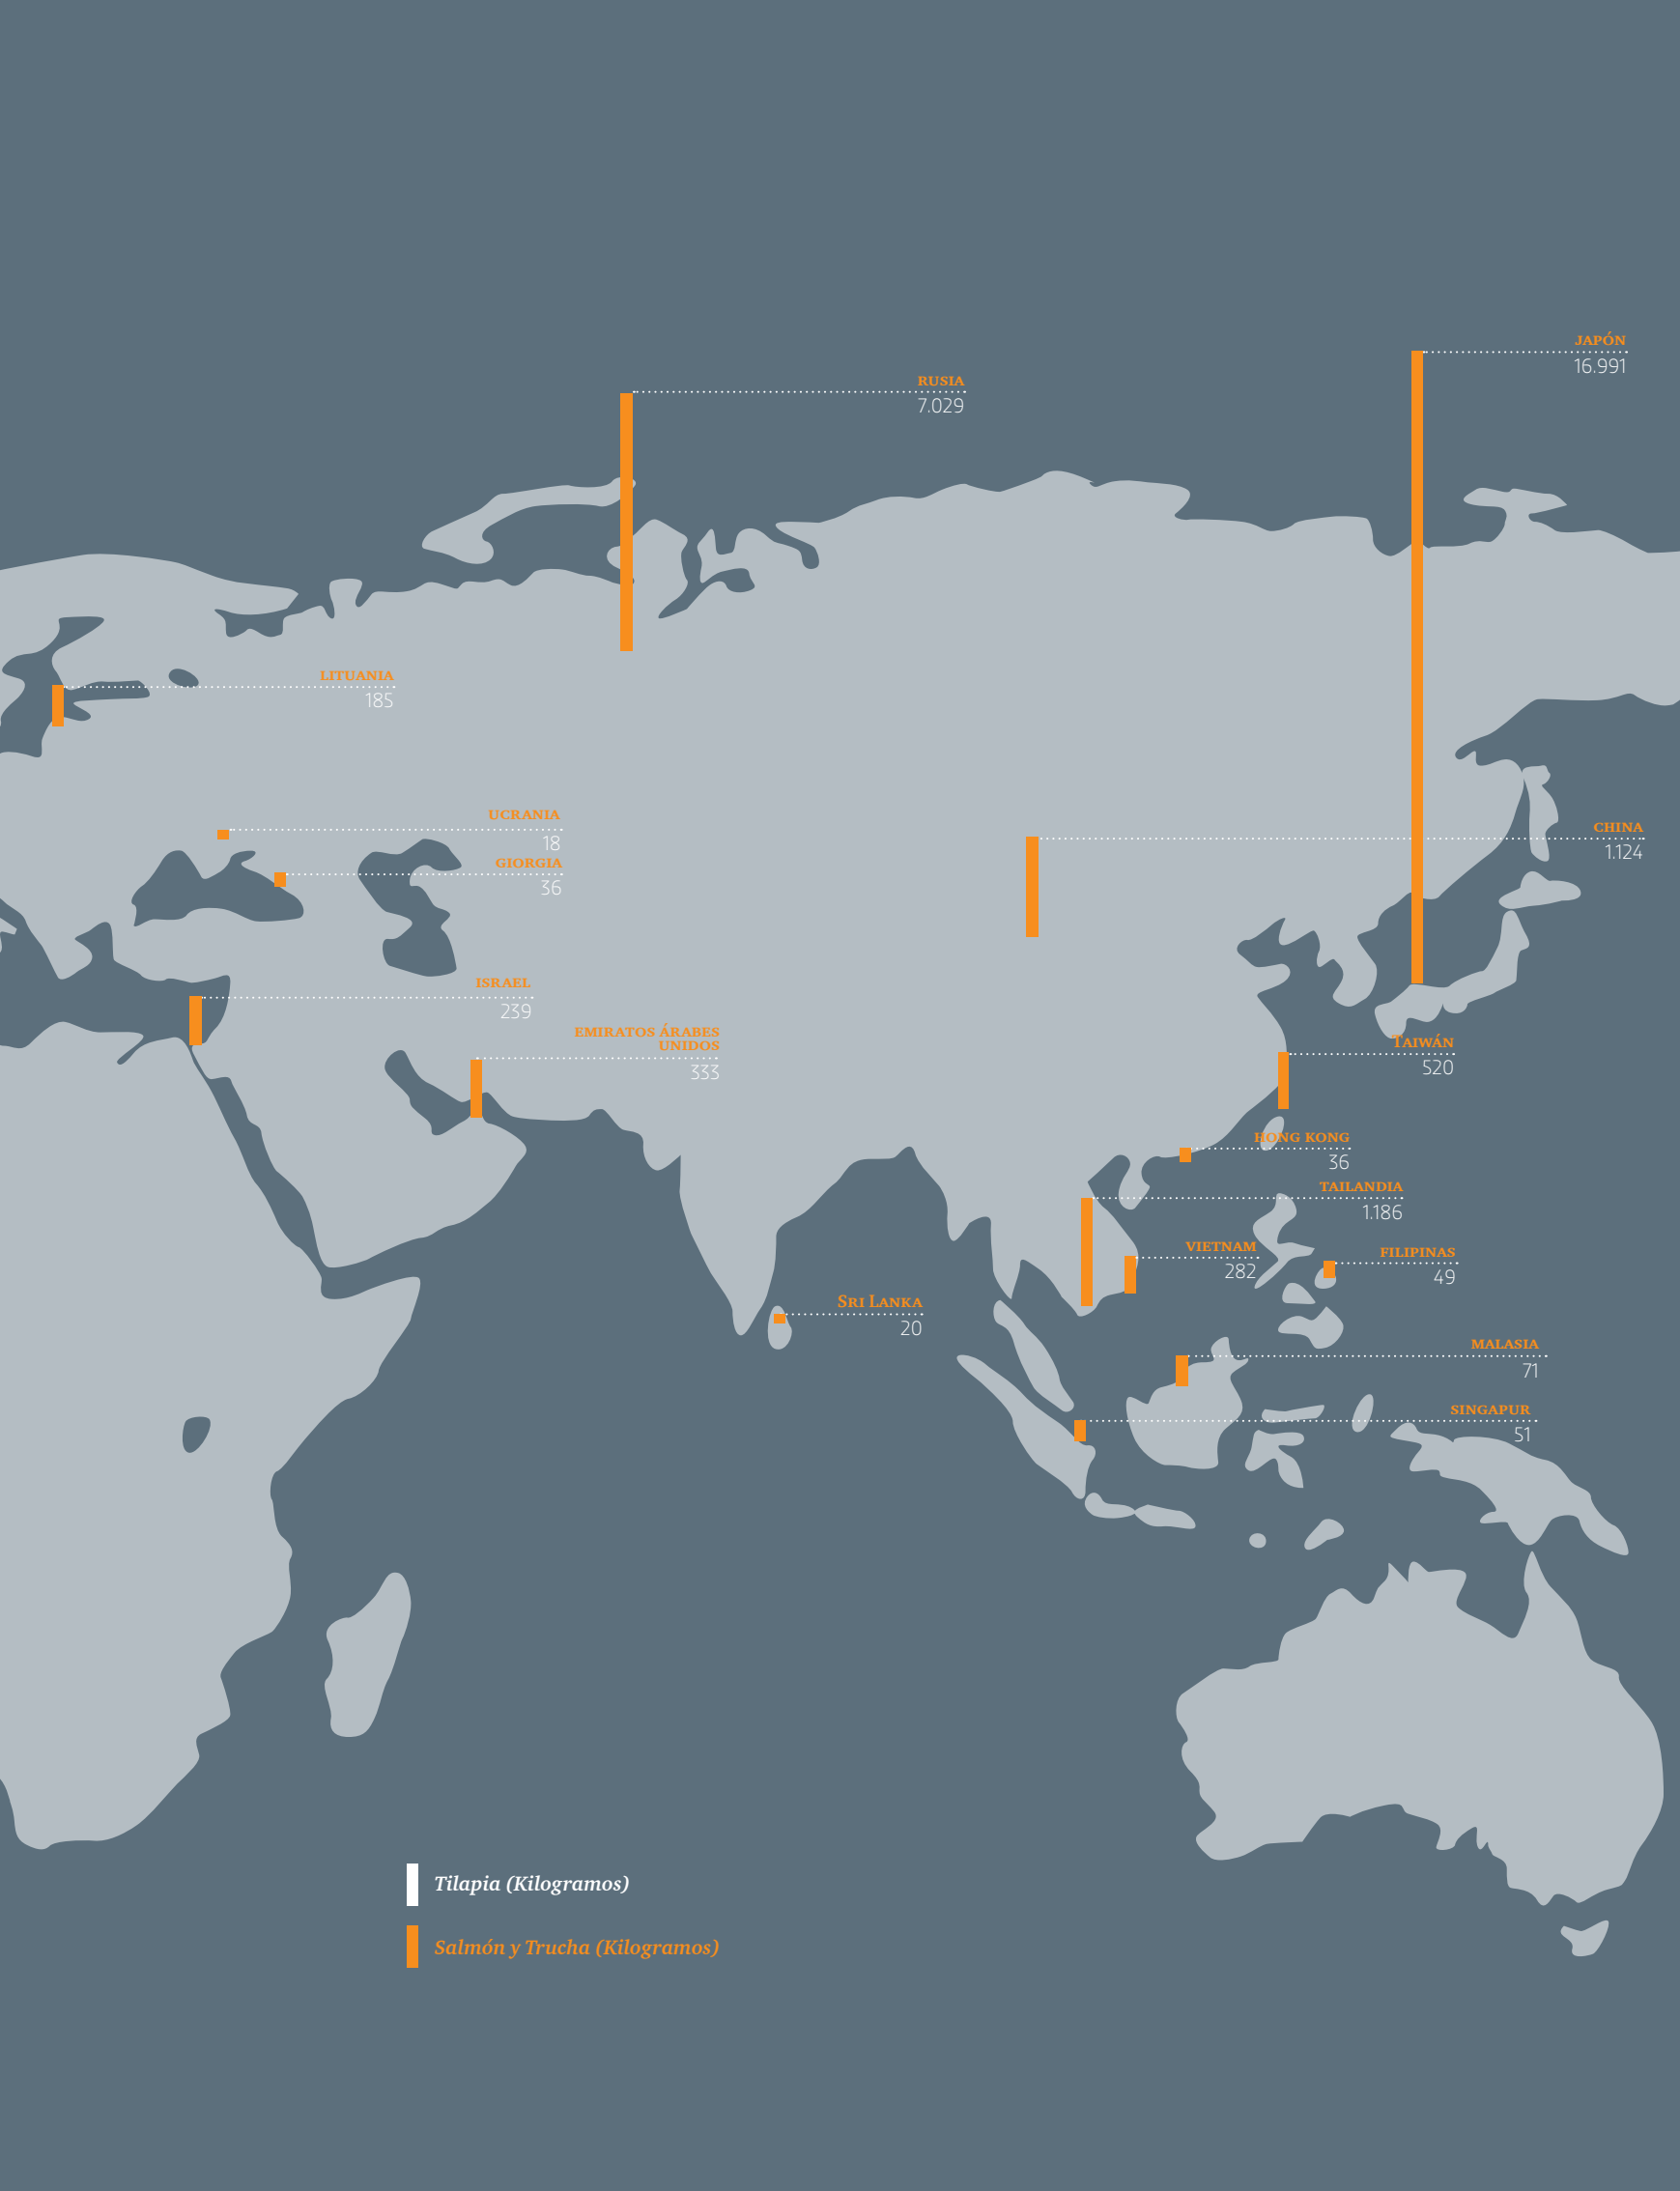 JAPÓN
16.991
RUSIA
7.029
LITUANIA
185
UCRANIA
18
GIORGIA
36
CHINA
1.124
ISRAEL
239
EMIRATOS ÁRABES
UNIDOS
333
TAIWÁN
520
HONG KONG
36
TAILANDIA
1.186
VIETNAM
282
FILIPINAS
49
SRI LANKA
20
MALASIA
71
SINGAPUR
51
Tilapia (Kilogramos)
Salmón y Trucha (Kilogramos)